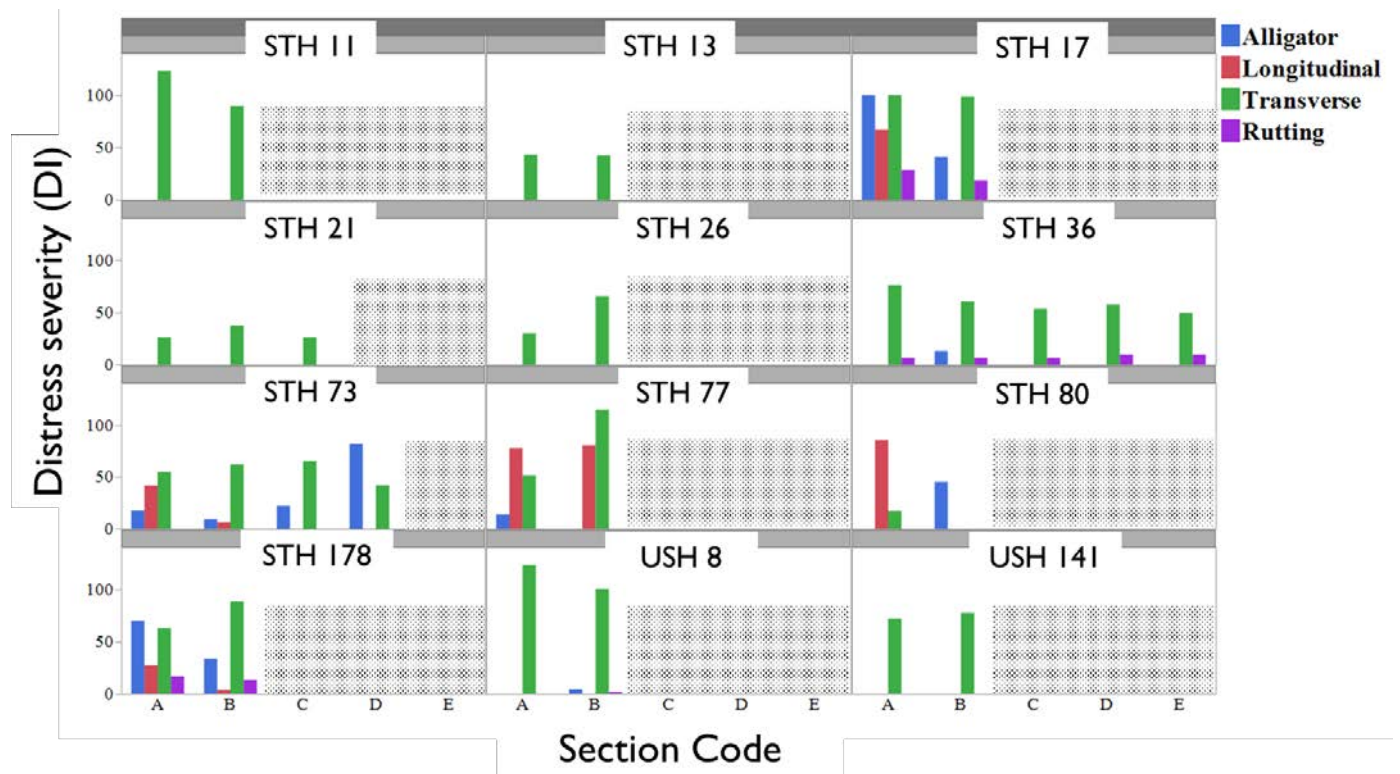 STH 11
STH 13
STH 17
Alligator
Longitudinal
Transverse
Rutting
100
50
0
STH 21
STH 26
STH 36
100
50
0
STH 73
STH 77
STH 80
100
50
0
STH 178
USH 8
USH 141
100
50
0
A B C D E A B C D E A B C D E
Distress severity (DI)
Section Code